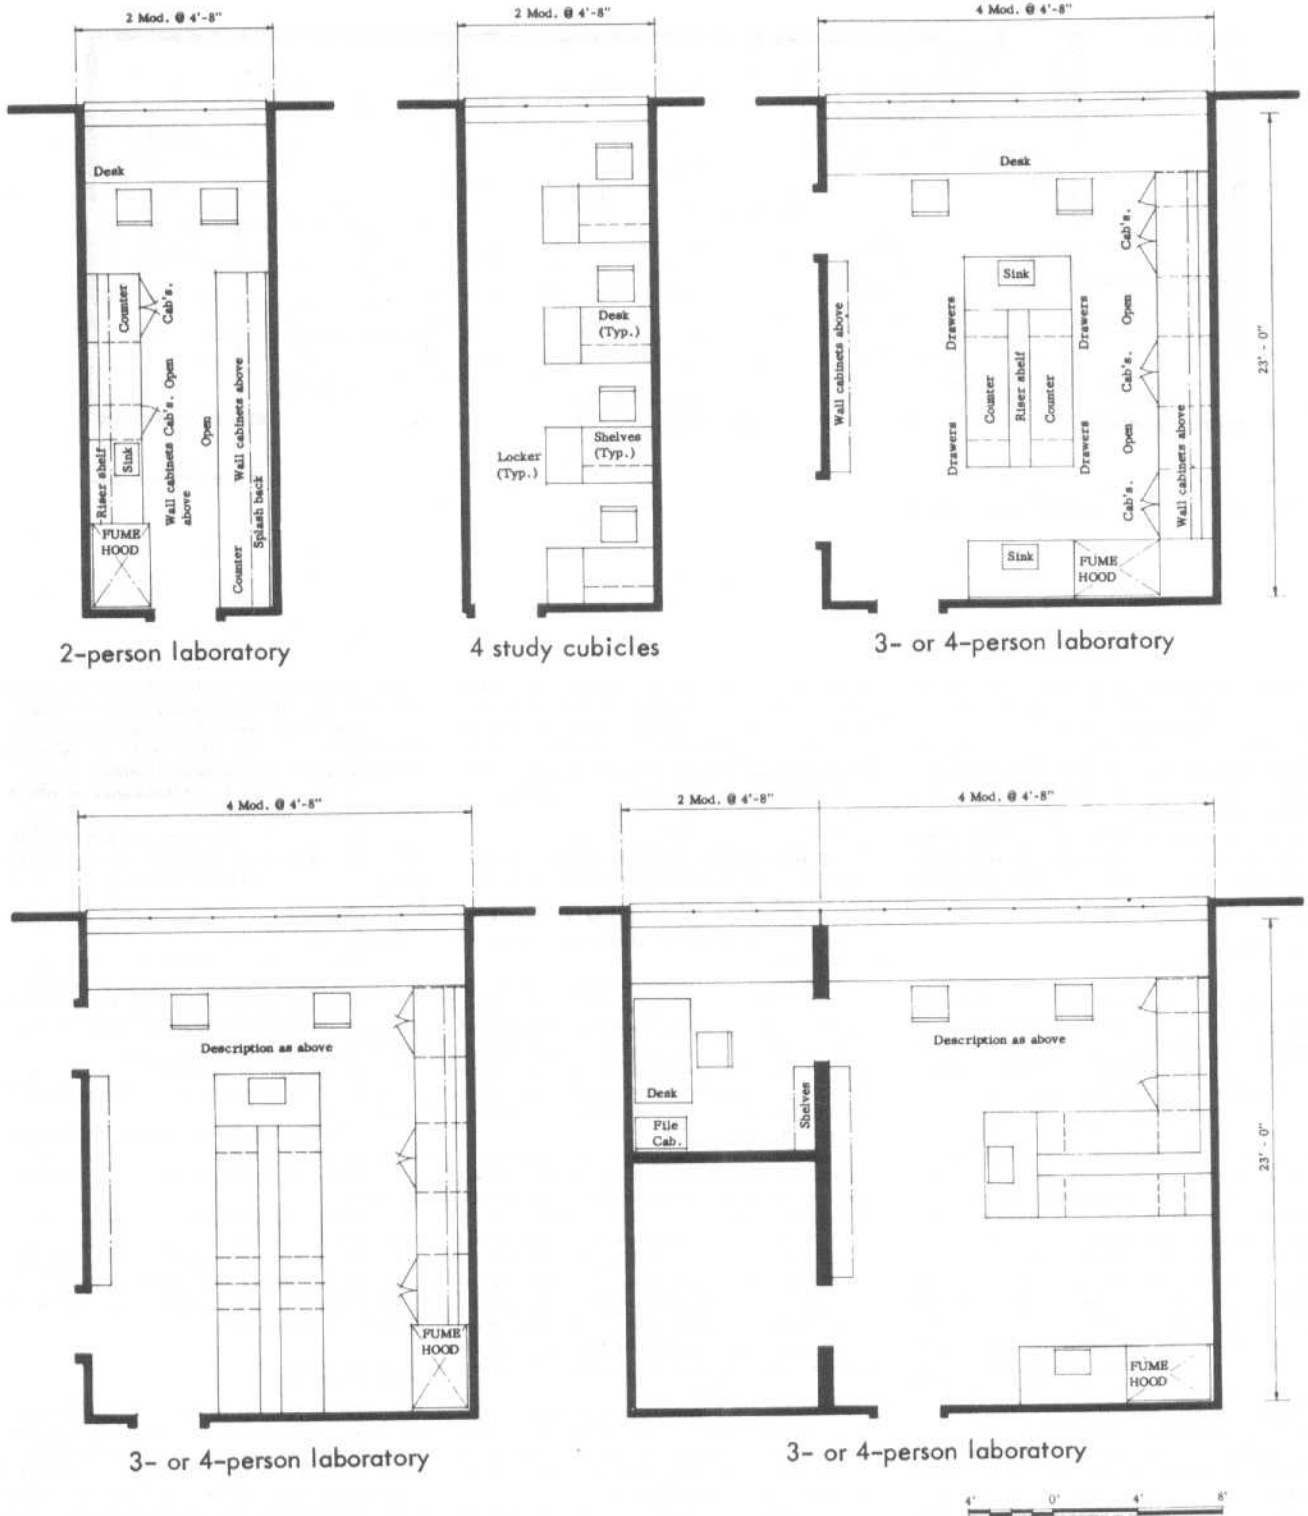 2 Mod. @ 4'-8"
2 Mod. @ 4'-8"
4 Mod. @ 4'-8"
Desk
Counter
Cab's.
Open
Cab's.
Wall cabinets
above
Riser shelf
Sink
FUME
HOOD
Open
Wall cabinets above
Counter
Splash back
2-person laboratory
Desk
(Typ.)
Shelves
(Typ.)
Locker
(Typ.)
4 study cubicles
Desk
Wall cabinets above
Sink
Drawers
Drawers
Drawers
Drawers
Counter
Riser shelf
Counter
Cab's.
Open
Cab's.
Open
Cab's.
Wall cabinets above
Sink
FUME
HOOD
23' - 0"
3- or 4-person laboratory
4 Mod. @ 4'-8"
Description as above
FUME
HOOD
3- or 4-person laboratory
2 Mod. @ 4'-8"
4 Mod. @ 4'-8"
Desk
File
Cab.
Shelves
Description as above
FUME
HOOD
23' - 0"
3- or 4-person laboratory
4' 0' 4' 8'